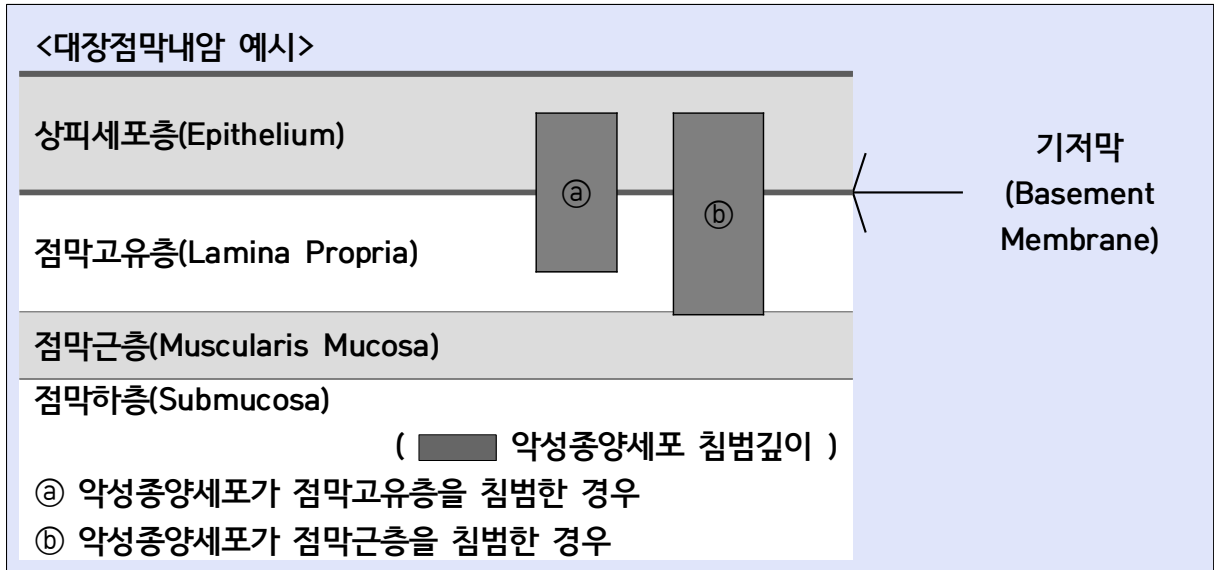 <대장점막내암 예시>
상피세포층(Epithelium)
기저막
(Basement
Membrane)
ⓐ
ⓑ
점막고유층(Lamina Propria)
점막근층(Muscularis Mucosa)
점막하층(Submucosa)
( 악성종양세포 침범깊이 )
ⓐ 악성종양세포가 점막고유층을 침범한 경우
ⓑ 악성종양세포가 점막근층을 침범한 경우